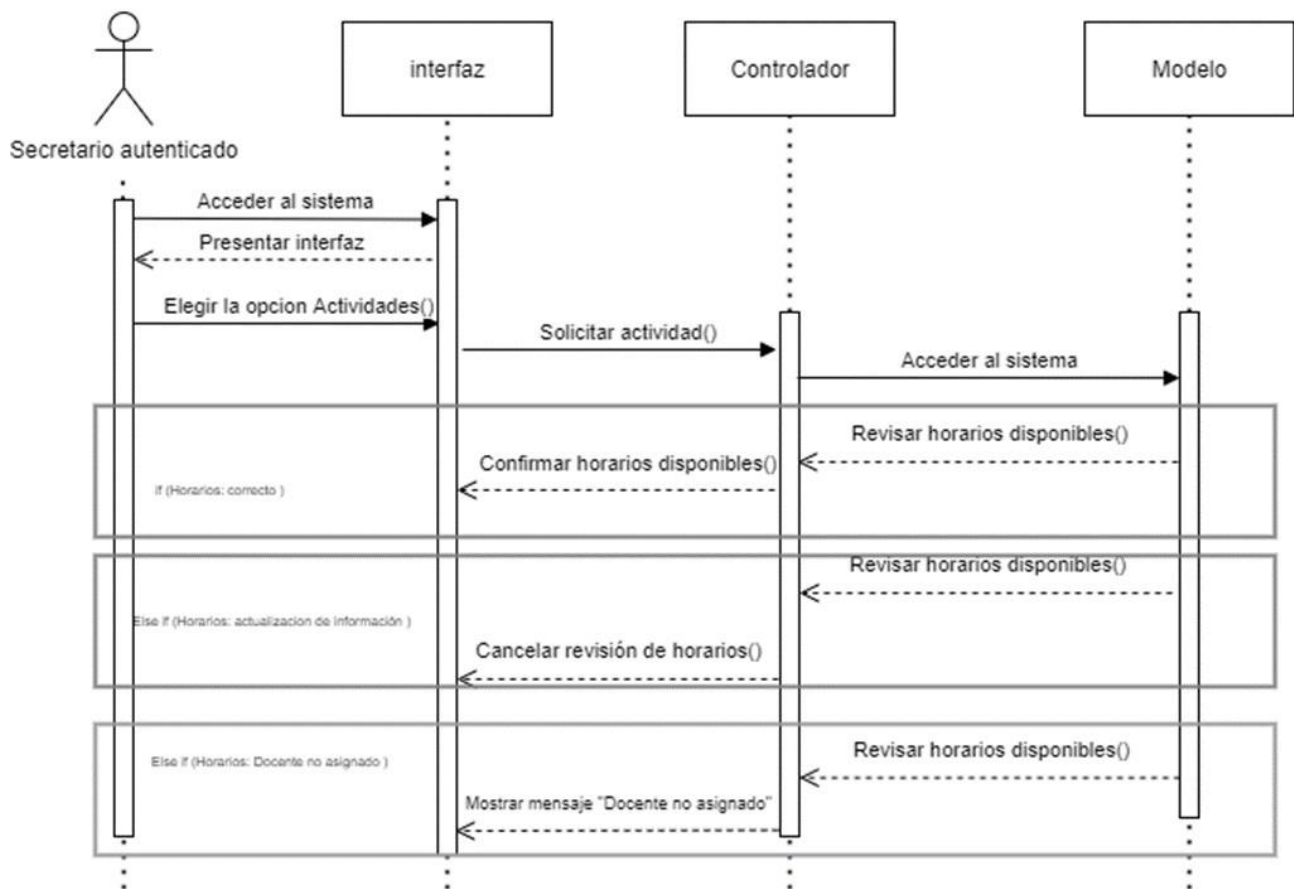 interfaz
Controlador
Modelo
Secretario autenticado
Acceder al sistema
Presentar interfaz
Elegir la opcion Actividades()
Solicitar actividad()
Acceder al sistema
Revisar horarios disponibles()
Confirmar horarios disponibles()
If (Horarios: correcto )
Revisar horarios disponibles()
Else If (Horarios: actualizacion de información )
Cancelar revisión de horarios()
Revisar horarios disponibles()
Else If (Horarios: Docente no asignado )
Mostrar mensaje "Docente no asignado"